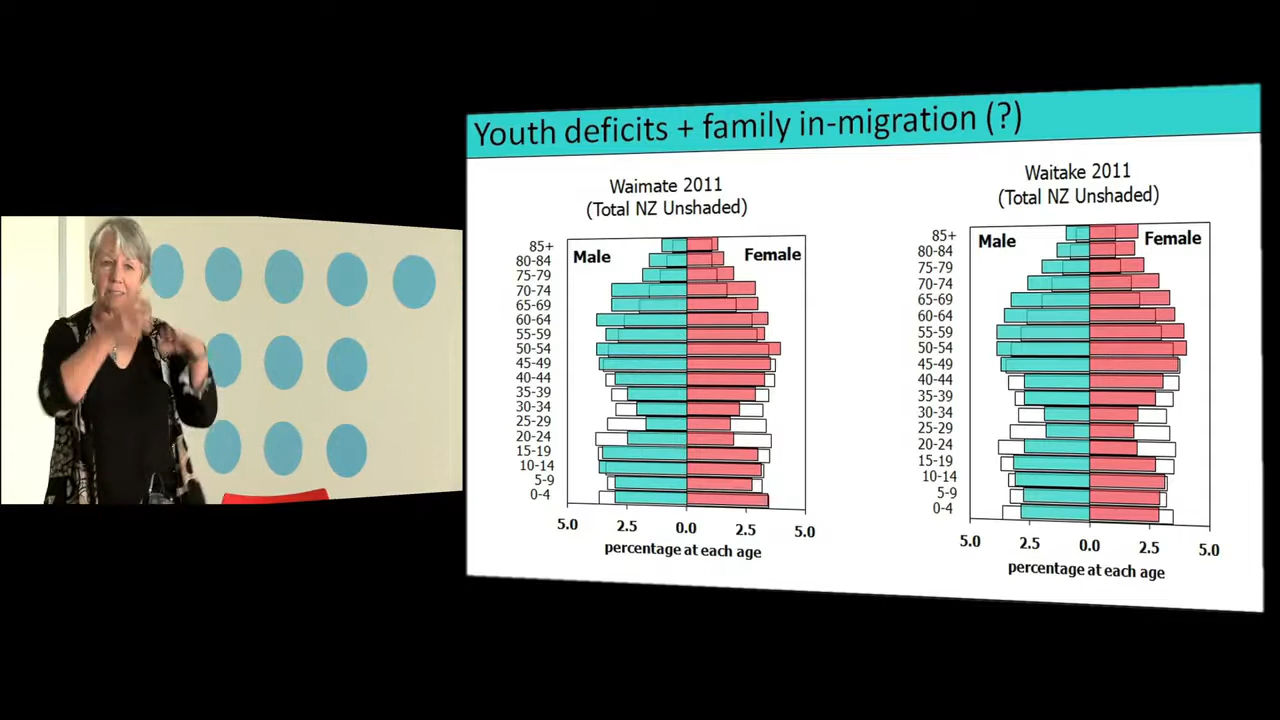 Youth deficits + family in-migration (?)
Waimate 2011
(Total NZ Unshaded)
Male
Female
85+
80-84
75-79
70-74
65-69
60-64
55-59
50-54
45-49
40-44
35-39
30-34
25-29
20-24
15-19
10-14
5-9
0-4
5.0 2.5 0.0 2.5 5.0
percentage at each age
Waitake 2011
(Total NZ Unshaded)
Male
Female
85+
80-84
75-79
70-74
65-69
60-64
55-59
50-54
45-49
40-44
35-39
30-34
25-29
20-24
15-19
10-14
5-9
0-4
5.0 2.5 0.0 2.5 5.0
percentage at each age